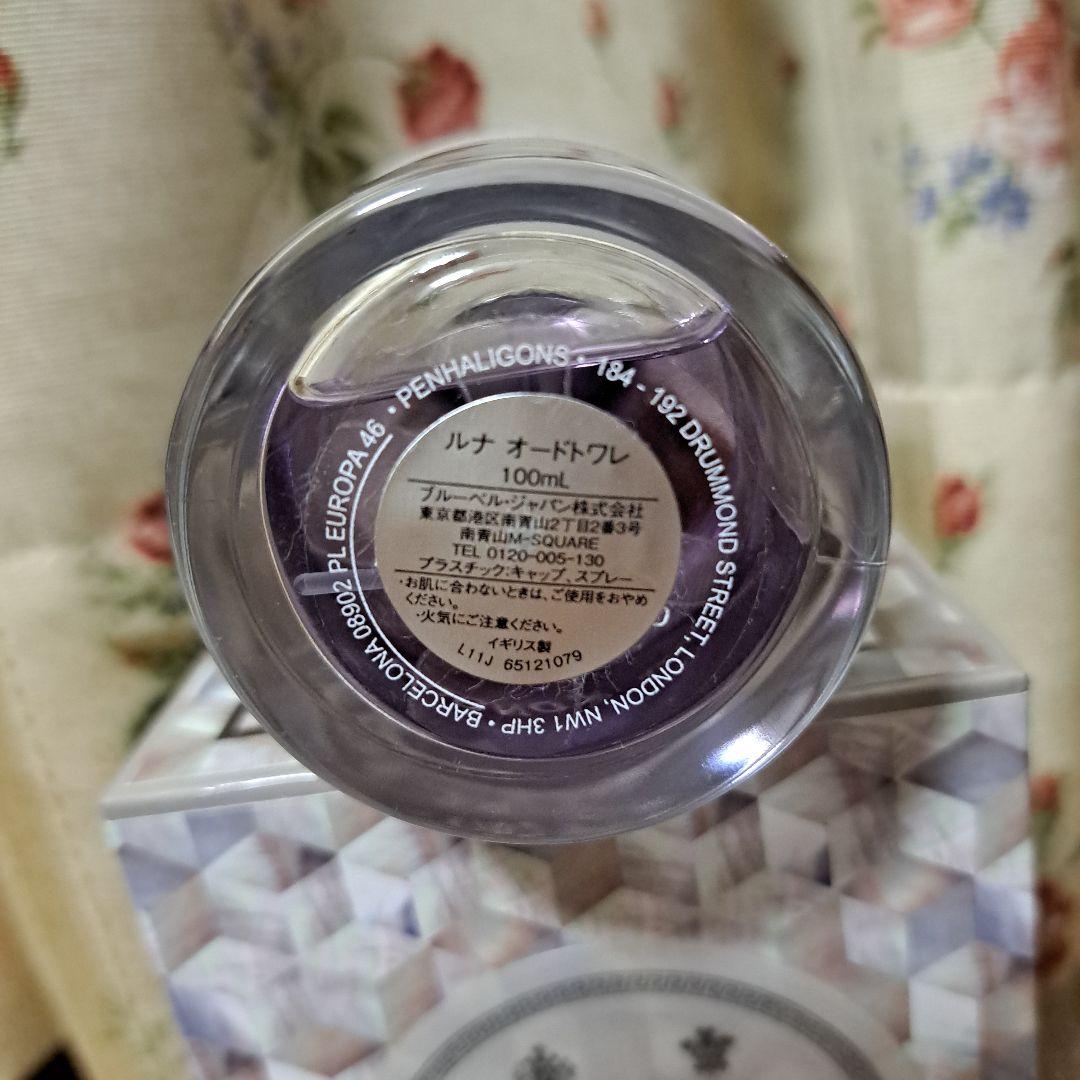 PENHALIGONS · 184 - 192 DRUMMOND STREET, LONDON, NW1 3HP · BARCELONA 08902 PL EUROPA 46 ·
ルナ オードトワレ
100mL
ブルーベル・ジャパン株式会社
東京都港区南青山2丁目2番3号
南青山M-SQUARE
TEL 0120-005-130
プラスチック:キャップ、スプレー
・お肌に合わないときは、ご使用をおやめ
ください。
・火気にご注意ください。
イギリス製
L11J 65121079